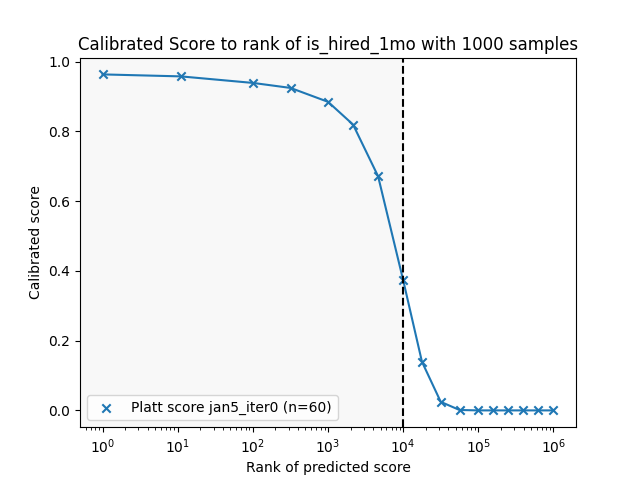 Calibrated Score to rank of is_hired_1mo with 1000 samples
1.0
0.8
0.6
0.4
0.2
0.0
Calibrated score
Platt score jan5_iter0 (n=60)
10⁰ 10¹ 10² 10³ 10⁴ 10⁵ 10⁶
Rank of predicted score